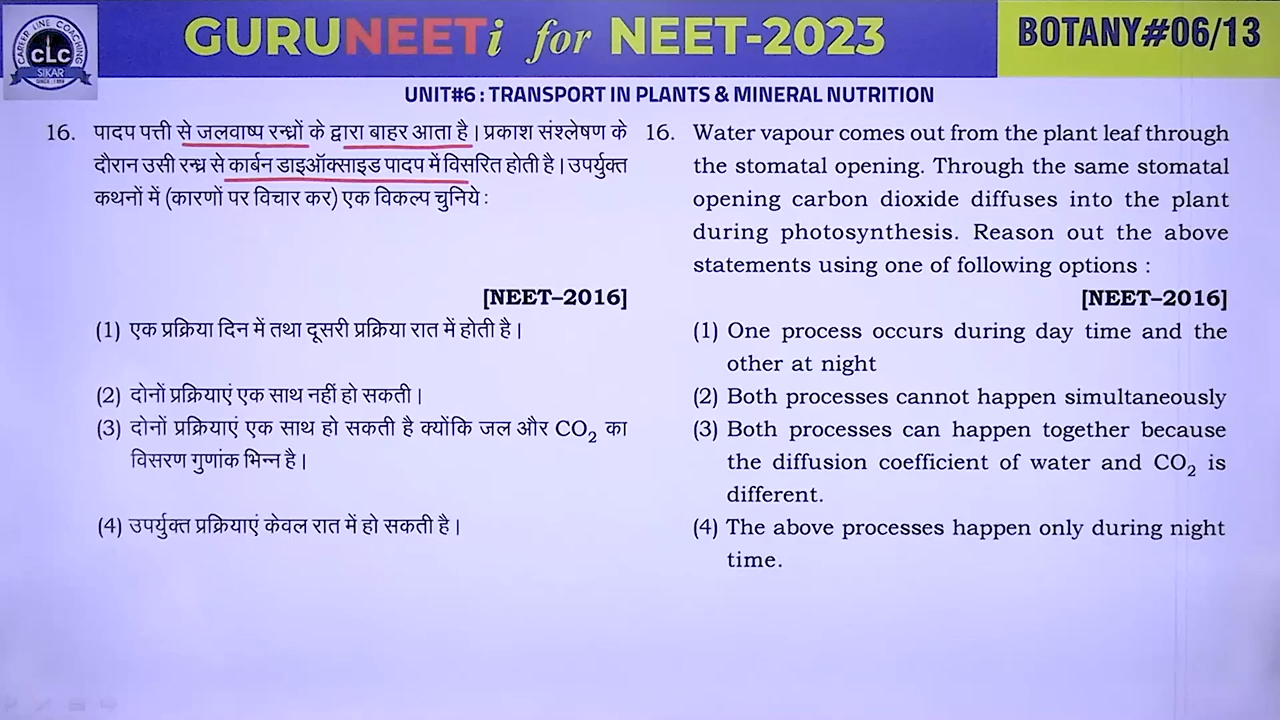 CAREER LINE COACHING
CLC
SIKAR
GURUNEETi for NEET-2023
BOTANY#06/13
UNIT#6 : TRANSPORT IN PLANTS & MINERAL NUTRITION
16. पादप पत्ती से जलवाष्प रन्ध्रों के द्वारा बाहर आता है। प्रकाश संश्लेषण के
दौरान उसी रन्ध्र से कार्बन डाइऑक्साइड पादप में विसरित होती है। उपर्युक्त
कथनों में (कारणों पर विचार कर) एक विकल्प चुनिये :
[NEET–2016]
(1) एक प्रक्रिया दिन में तथा दूसरी प्रक्रिया रात में होती है।
(2) दोनों प्रक्रियाएं एक साथ नहीं हो सकती।
(3) दोनों प्रक्रियाएं एक साथ हो सकती है क्योंकि जल और CO₂ का
विसरण गुणांक भिन्न है।
(4) उपर्युक्त प्रक्रियाएं केवल रात में हो सकती है।
16. Water vapour comes out from the plant leaf through
the stomatal opening. Through the same stomatal
opening carbon dioxide diffuses into the plant
during photosynthesis. Reason out the above
statements using one of following options :
[NEET–2016]
(1) One process occurs during day time and the
other at night
(2) Both processes cannot happen simultaneously
(3) Both processes can happen together because
the diffusion coefficient of water and CO₂ is
different.
(4) The above processes happen only during night
time.